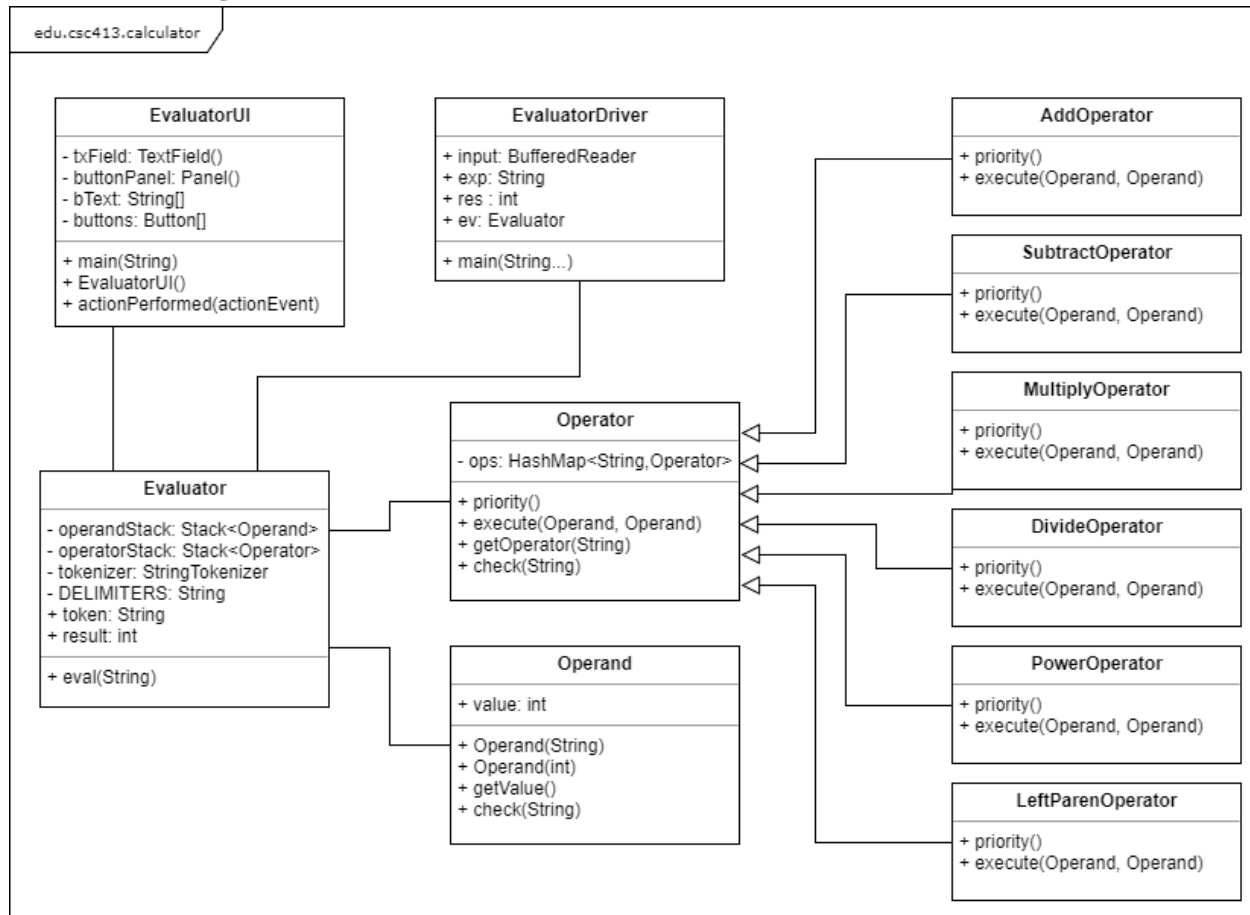 edu.csc413.calculator
EvaluatorUI
- txField: TextField()
- buttonPanel: Panel()
- bText: String[]
- buttons: Button[]
+ main(String)
+ EvaluatorUI()
+ actionPerformed(actionEvent)
EvaluatorDriver
+ input: BufferedReader
+ exp: String
+ res : int
+ ev: Evaluator
+ main(String...)
AddOperator
+ priority()
+ execute(Operand, Operand)
SubtractOperator
+ priority()
+ execute(Operand, Operand)
MultiplyOperator
+ priority()
+ execute(Operand, Operand)
Operator
- ops: HashMap<String,Operator>
+ priority()
+ execute(Operand, Operand)
+ getOperator(String)
+ check(String)
Evaluator
- operandStack: Stack<Operand>
- operatorStack: Stack<Operator>
- tokenizer: StringTokenizer
- DELIMITERS: String
+ token: String
+ result: int
+ eval(String)
DivideOperator
+ priority()
+ execute(Operand, Operand)
Operand
+ value: int
+ Operand(String)
+ Operand(int)
+ getValue()
+ check(String)
PowerOperator
+ priority()
+ execute(Operand, Operand)
LeftParenOperator
+ priority()
+ execute(Operand, Operand)